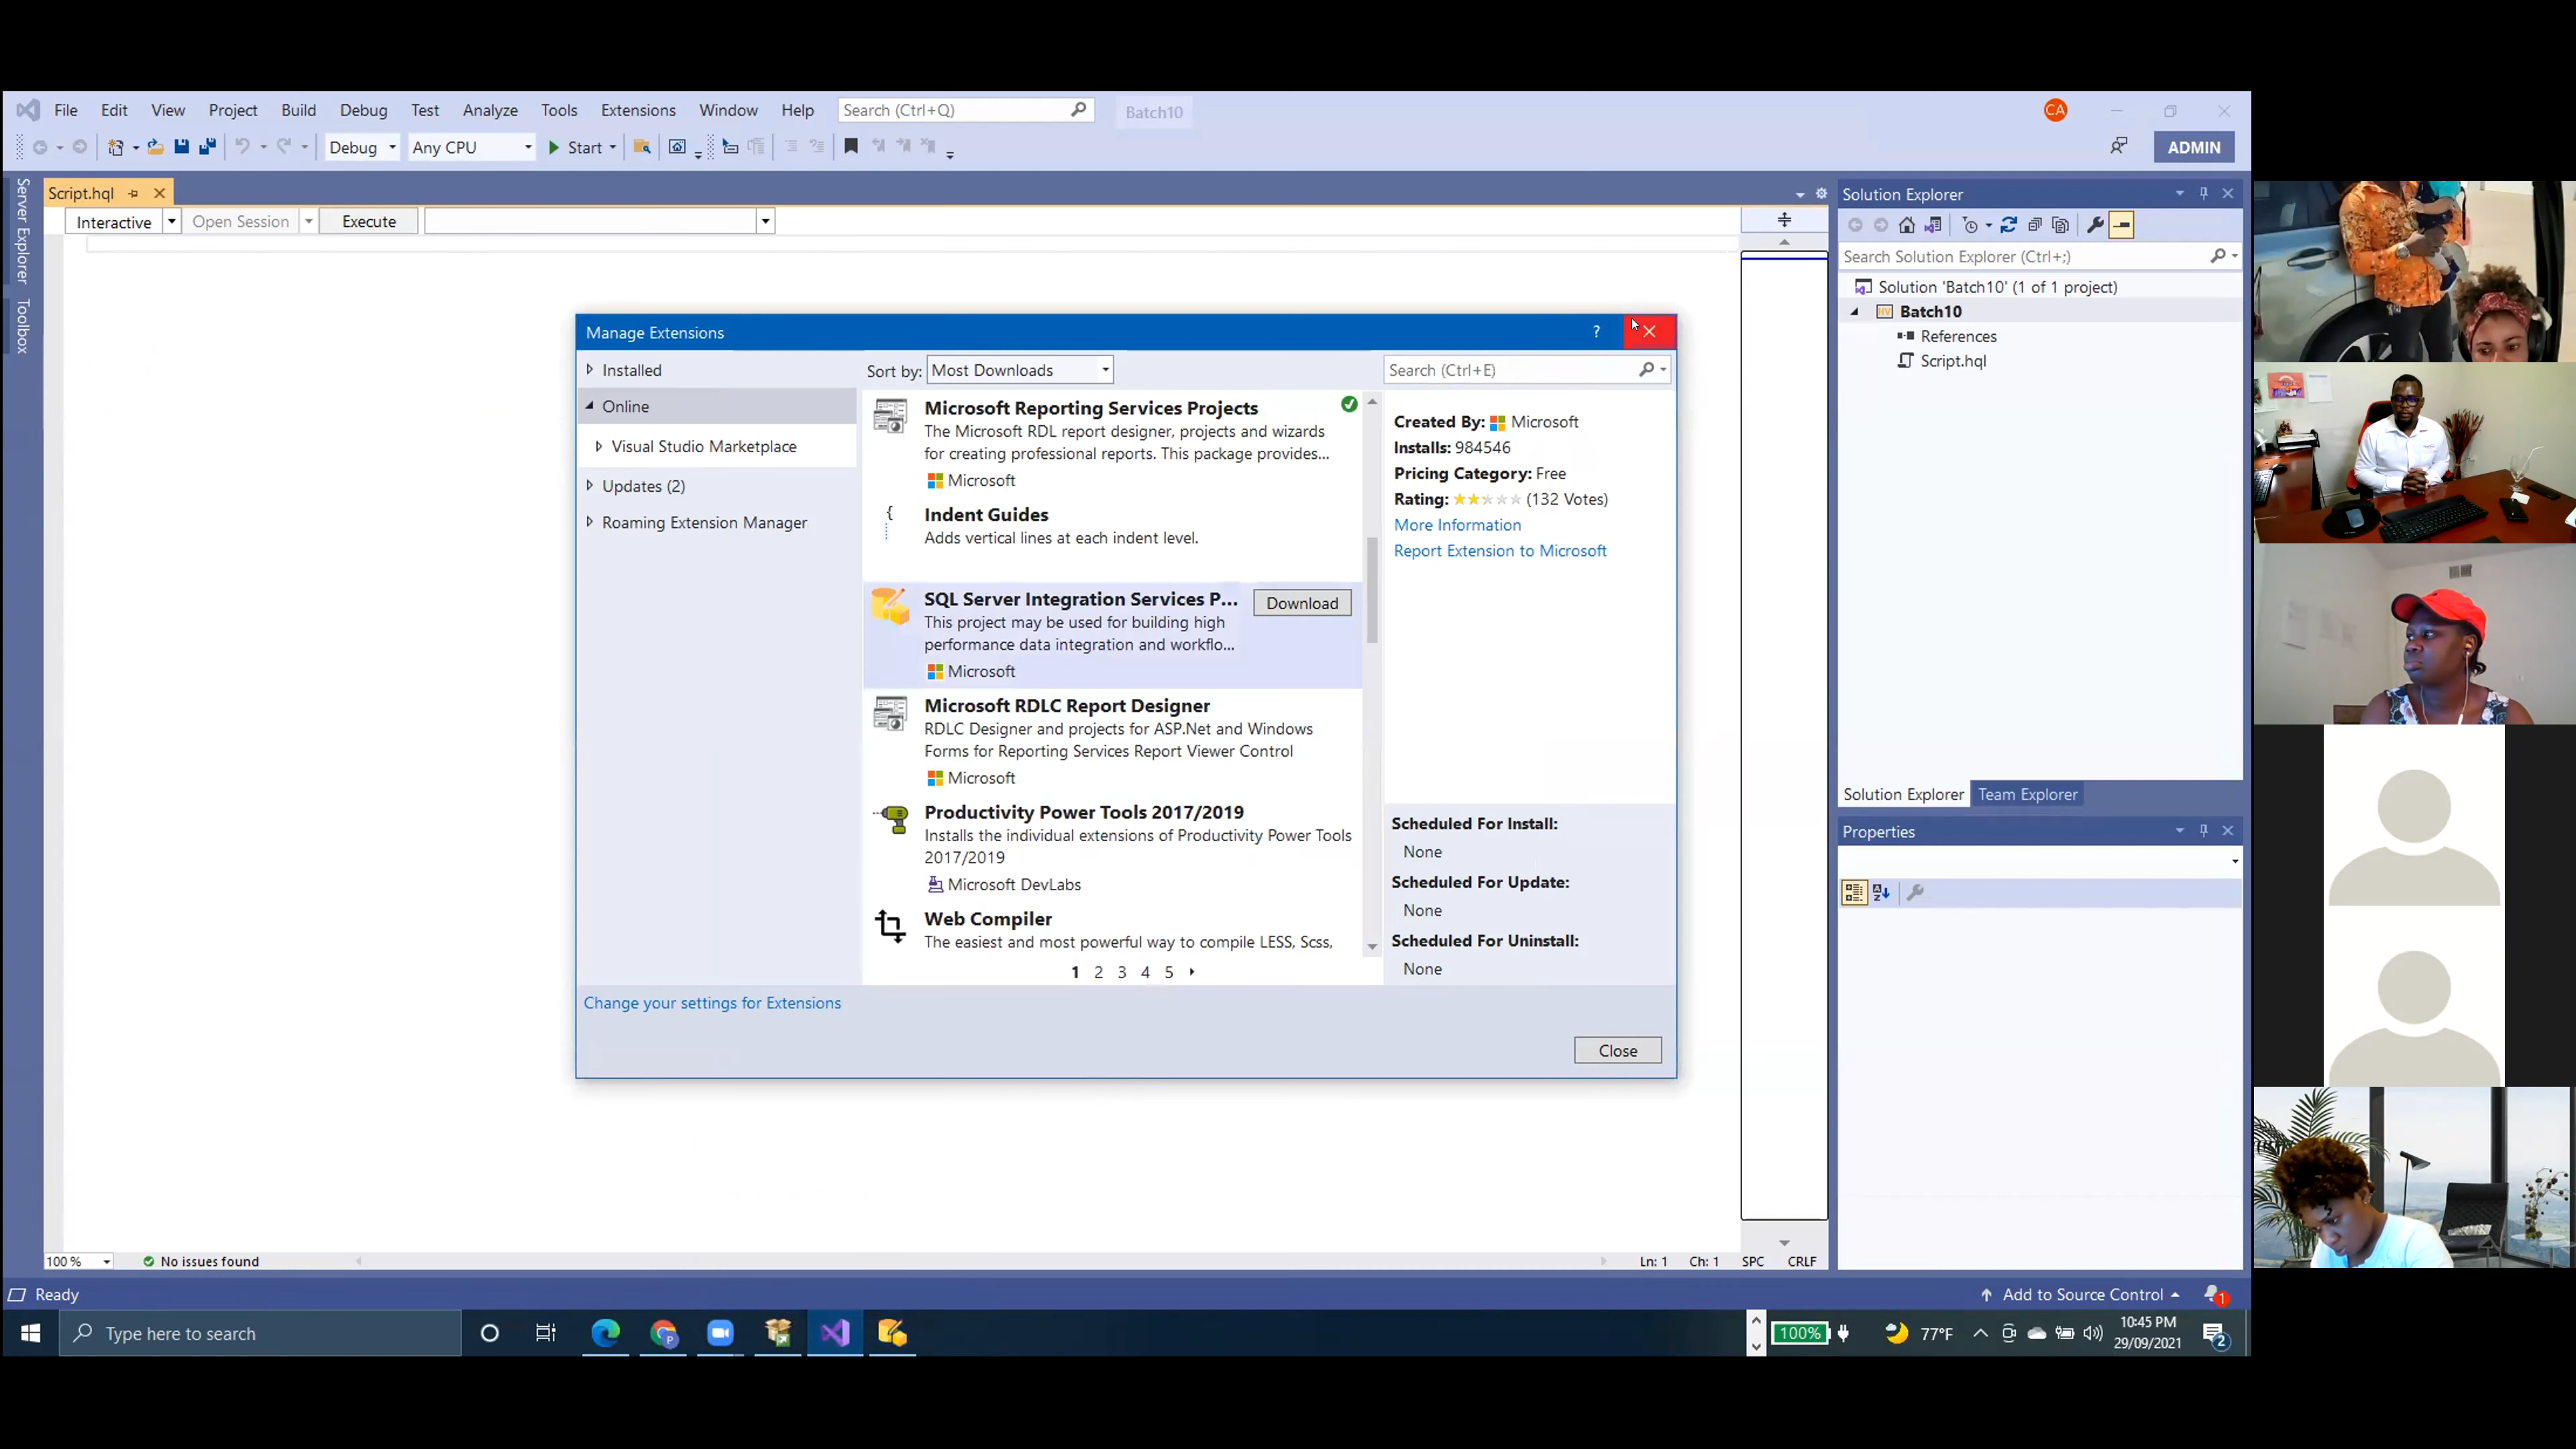 File Edit View Project Build Debug Test Analyze Tools Extensions Window Help Search (Ctrl+Q) Batch10 CA
Debug Any CPU Start ADMIN
Server Explorer
Toolbox
Script.hql
Interactive Open Session Execute
Manage Extensions ?
Installed
Online
Visual Studio Marketplace
Updates (2)
Roaming Extension Manager
Sort by: Most Downloads
Microsoft Reporting Services Projects
The Microsoft RDL report designer, projects and wizards
for creating professional reports. This package provides...
Microsoft
Indent Guides
Adds vertical lines at each indent level.
SQL Server Integration Services P... Download
This project may be used for building high
performance data integration and workflo...
Microsoft
Microsoft RDLC Report Designer
RDLC Designer and projects for ASP.Net and Windows
Forms for Reporting Services Report Viewer Control
Microsoft
Productivity Power Tools 2017/2019
Installs the individual extensions of Productivity Power Tools
2017/2019
Microsoft DevLabs
Web Compiler
The easiest and most powerful way to compile LESS, Scss,
1 2 3 4 5
Search (Ctrl+E)
Created By: Microsoft
Installs: 984546
Pricing Category: Free
Rating: (132 Votes)
More Information
Report Extension to Microsoft
Scheduled For Install:
None
Scheduled For Update:
None
Scheduled For Uninstall:
None
Change your settings for Extensions
Close
Solution Explorer
Search Solution Explorer (Ctrl+;)
Solution 'Batch10' (1 of 1 project)
Batch10
References
Script.hql
Solution Explorer Team Explorer
Properties
100 % No issues found Ln: 1 Ch: 1 SPC CRLF
Ready Add to Source Control 1
Type here to search 100% 77°F 10:45 PM
29/09/2021 2